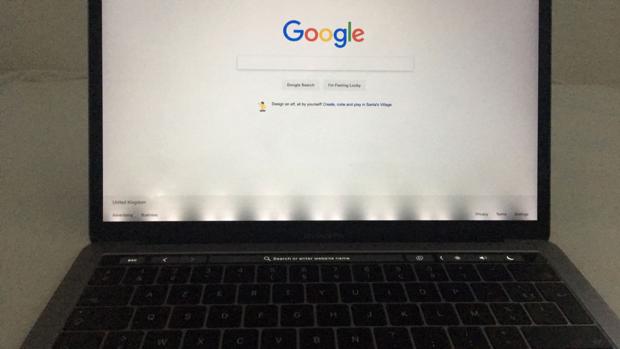 Google
Google Search I'm Feeling Lucky
Design an elf, all by yourself! Create, code and play in Santa's Village
United Kingdom
Advertising Business Privacy Terms Settings
esc Search or enter website name
A Z E R T Y U I O P
Q S D F G H J K L M
W X C V B N